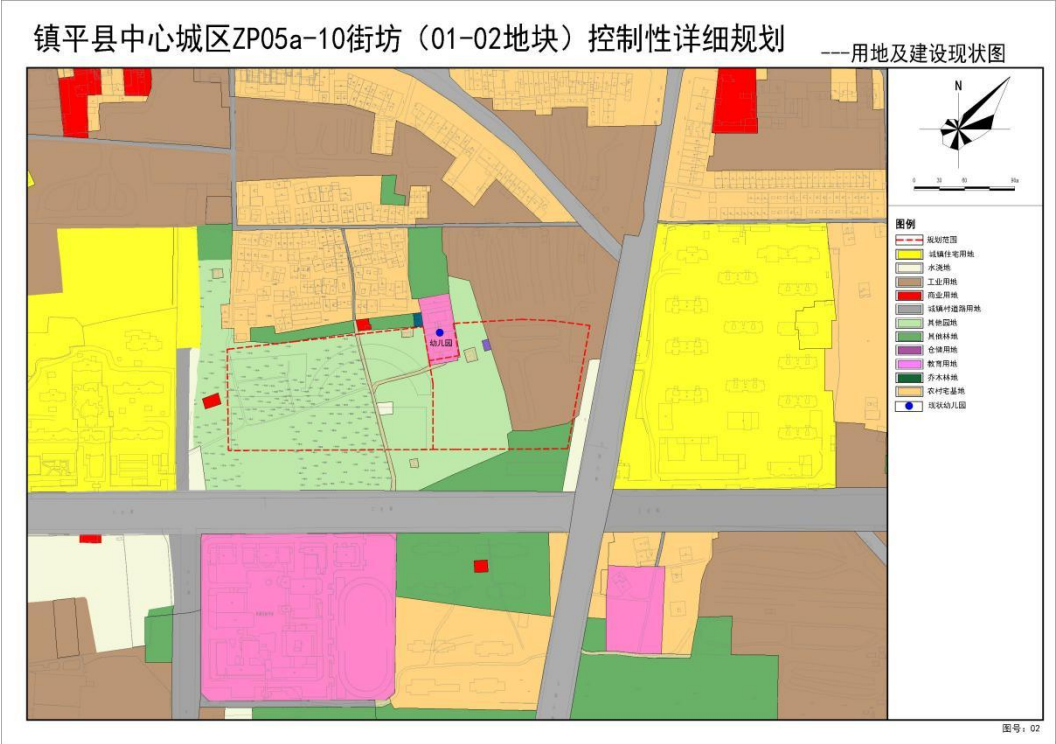 镇平县中心城区ZP05a-10街坊（01-02地块）控制性详细规划
---用地及建设现状图
N
图例
规划范围
城镇住宅用地
水浇地
工业用地
商业用地
城镇村道路用地
其他园地
其他林地
仓储用地
教育用地
乔木林地
农村宅基地
现状幼儿园
幼儿园
图号：02